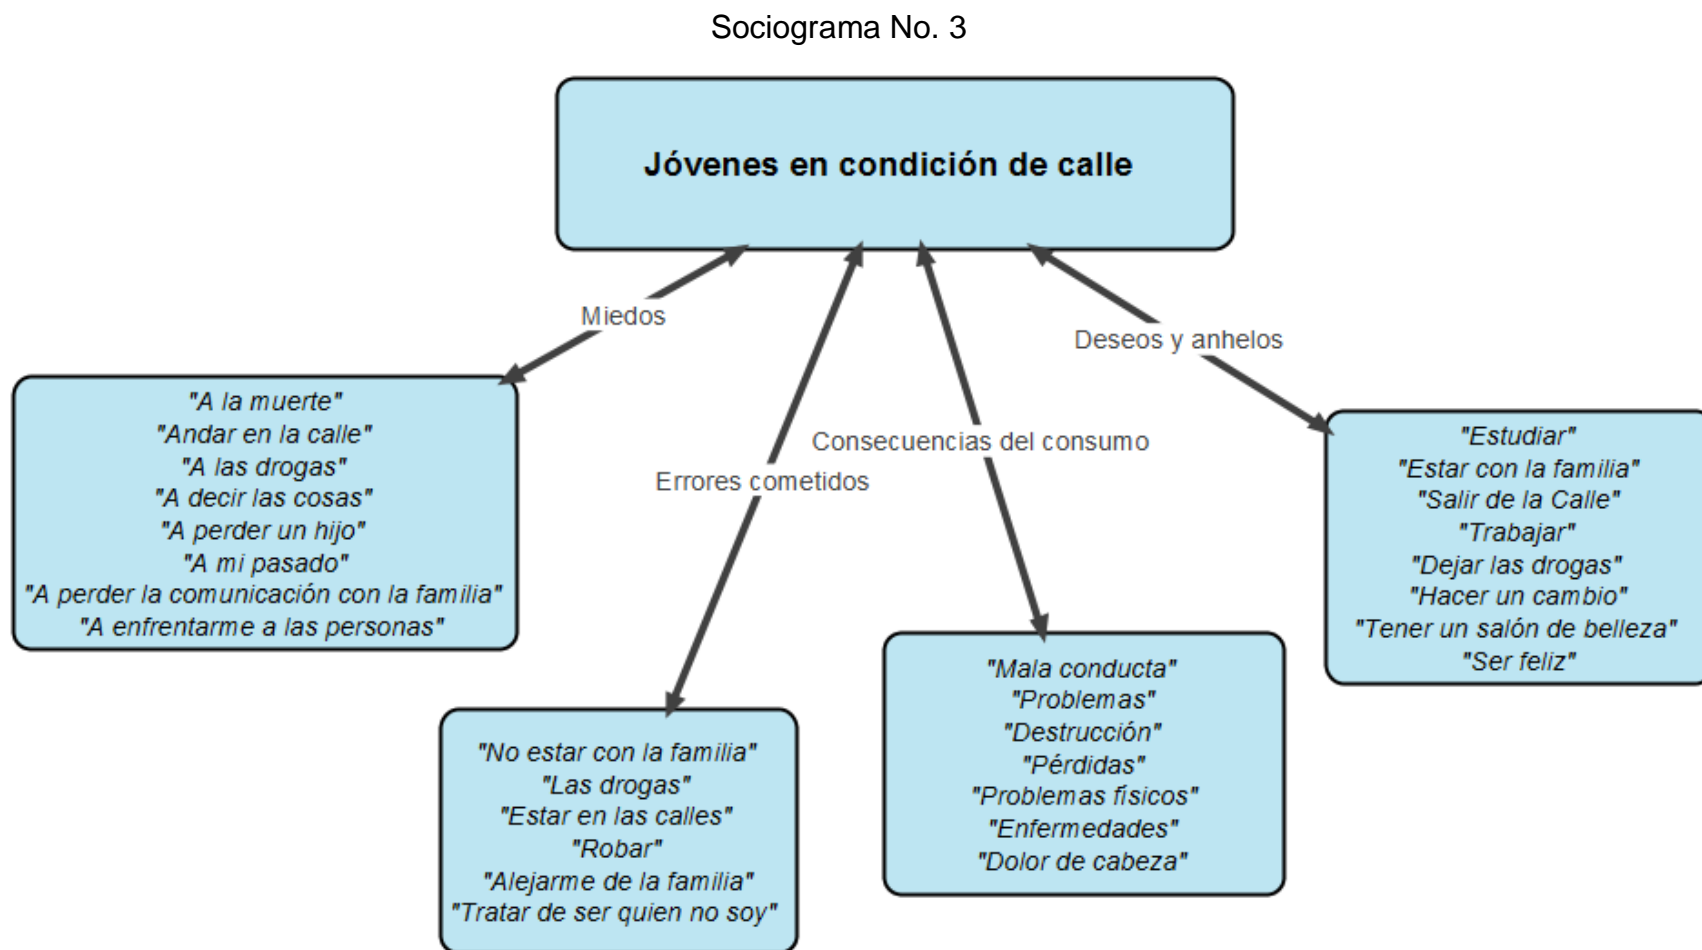 Sociograma No. 3
Jóvenes en condición de calle
Miedos
"A la muerte"
"Andar en la calle"
"A las drogas"
"A decir las cosas"
"A perder un hijo"
"A mi pasado"
"A perder la comunicación con la familia"
"A enfrentarme a las personas"
Errores cometidos
"No estar con la familia"
"Las drogas"
"Estar en las calles"
"Robar"
"Alejarme de la familia"
"Tratar de ser quien no soy"
Consecuencias del consumo
"Mala conducta"
"Problemas"
"Destrucción"
"Pérdidas"
"Problemas físicos"
"Enfermedades"
"Dolor de cabeza"
Deseos y anhelos
"Estudiar"
"Estar con la familia"
"Salir de la Calle"
"Trabajar"
"Dejar las drogas"
"Hacer un cambio"
"Tener un salón de belleza"
"Ser feliz"